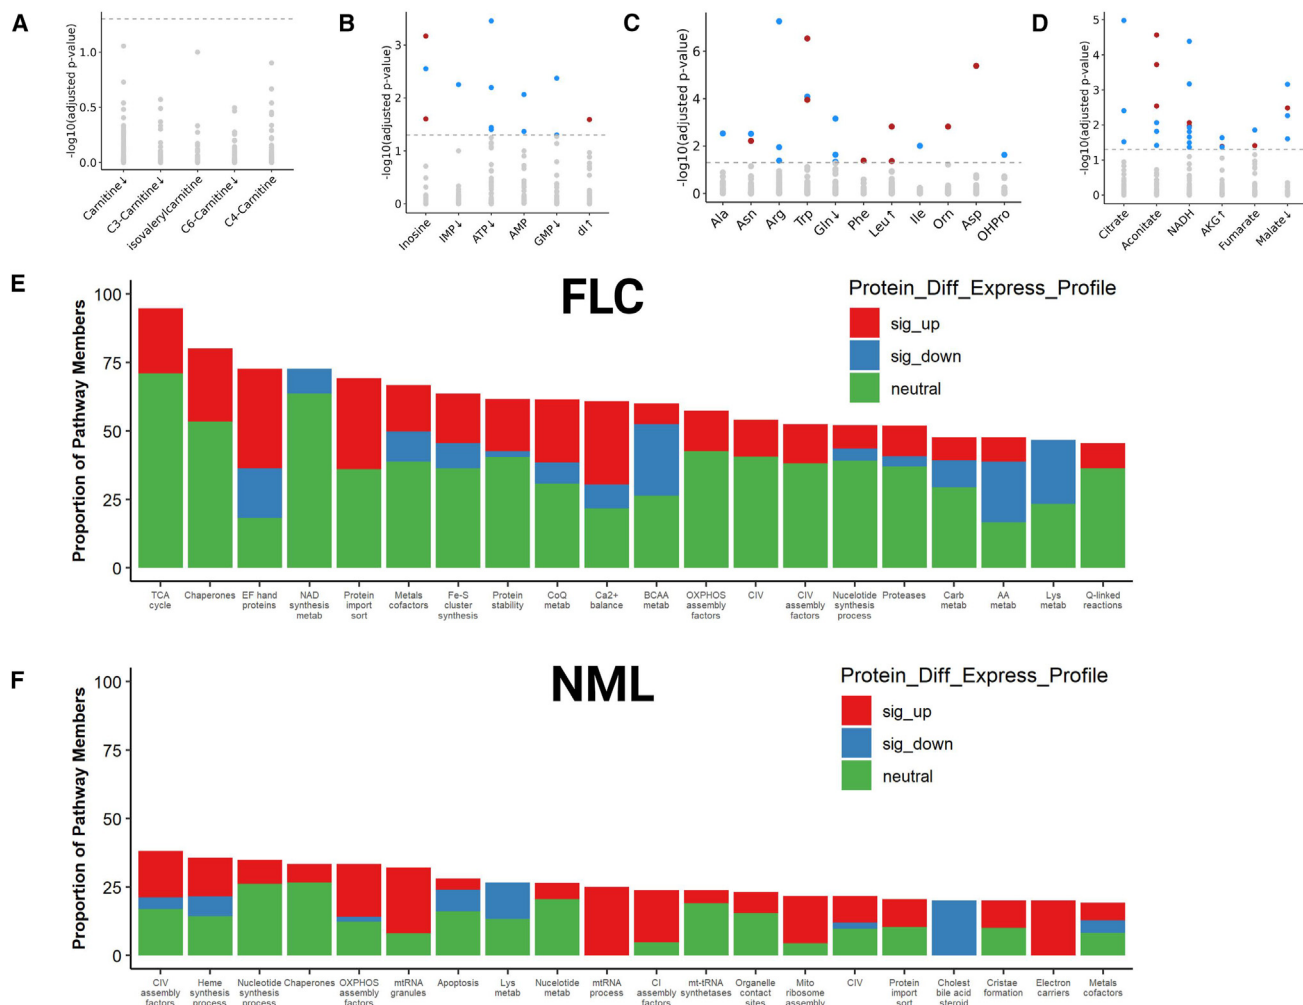 A
-log10(adjusted p-value)
1.0
0.5
0.0
Carnitine↓
C3-Carnitine↓
isovalerylcarnitine
C6-Carnitine↓
C4-Carnitine
B
-log10(adjusted p-value)
3
2
1
0
Inosine
IMP↓
ATP↓
AMP
GMP↓
dI↑
C
-log10(adjusted p-value)
6
4
2
0
Ala
Asn
Arg
Trp
Gln↓
Phe
Leu↑
Ile
Orn
Asp
OHPro
D
-log10(adjusted p-value)
5
4
3
2
1
0
Citrate
Aconitate
NADH
AKG↑
Fumarate
Malate↓
E
FLC
Proportion of Pathway Members
100
75
50
25
0
Protein_Diff_Express_Profile
sig_up
sig_down
neutral
TCA
cycle
Chaperones
EF hand
proteins
NAD
synthesis
metab
Protein
import
sort
Metals
cofactors
Fe-S
cluster
synthesis
Protein
stability
CoQ
metab
Ca2+
balance
BCAA
metab
OXPHOS
assembly
factors
CIV
CIV
assembly
factors
Nucelotide
synthesis
process
Proteases
Carb
metab
AA
metab
Lys
metab
Q-linked
reactions
F
NML
Proportion of Pathway Members
100
75
50
25
0
Protein_Diff_Express_Profile
sig_up
sig_down
neutral
CIV
assembly
factors
Heme
synthesis
process
Nucleotide
synthesis
process
Chaperones
OXPHOS
assembly
factors
mtRNA
granules
Apoptosis
Lys
metab
Nucelotide
metab
mtRNA
process
CI
assembly
factors
mt-tRNA
synthetases
Organelle
contact
sites
Mito
ribosome
assembly
CIV
Protein
import
sort
Cholest
bile acid
steroid
Cristae
formation
Electron
carriers
Metals
cofactors